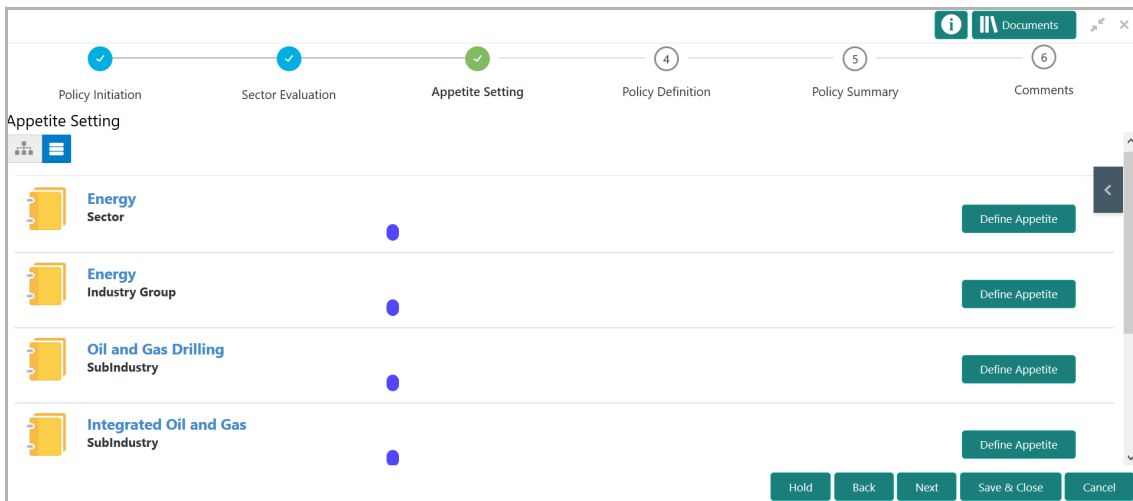 Documents
4
5
6
Policy Initiation
Sector Evaluation
Appetite Setting
Policy Definition
Policy Summary
Comments
Appetite Setting
Energy
Sector
Define Appetite
Energy
Industry Group
Define Appetite
Oil and Gas Drilling
SubIndustry
Define Appetite
Integrated Oil and Gas
SubIndustry
Define Appetite
Hold
Back
Next
Save & Close
Cancel